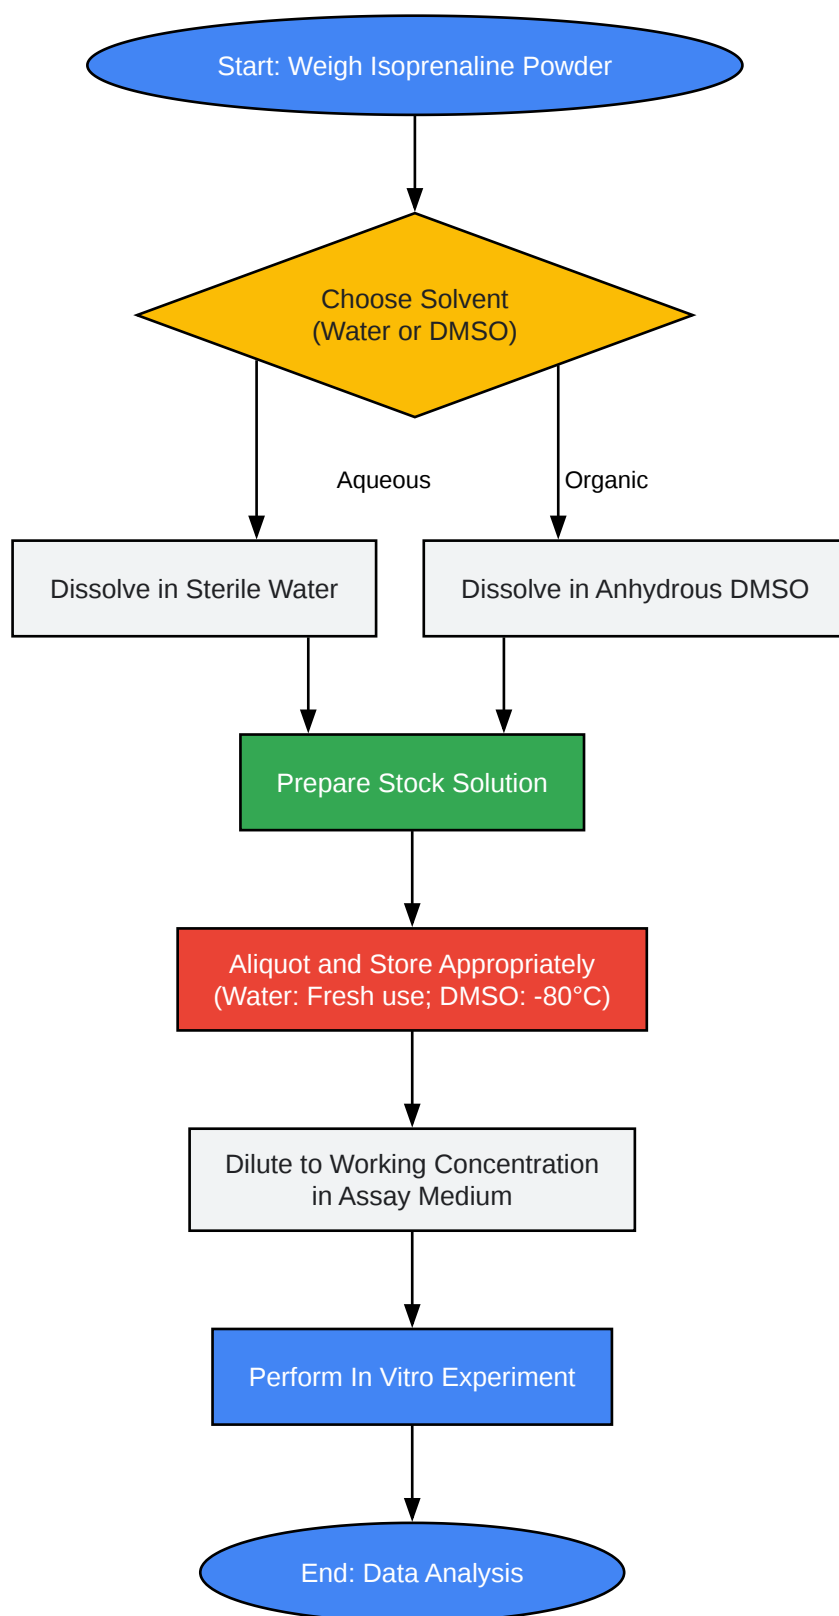 Start: Weigh Isoprenaline Powder
Choose Solvent
(Water or DMSO)
Aqueous
Organic
Dissolve in Sterile Water
Dissolve in Anhydrous DMSO
Prepare Stock Solution
Aliquot and Store Appropriately
(Water: Fresh use; DMSO: -80°C)
Dilute to Working Concentration
in Assay Medium
Perform In Vitro Experiment
End: Data Analysis